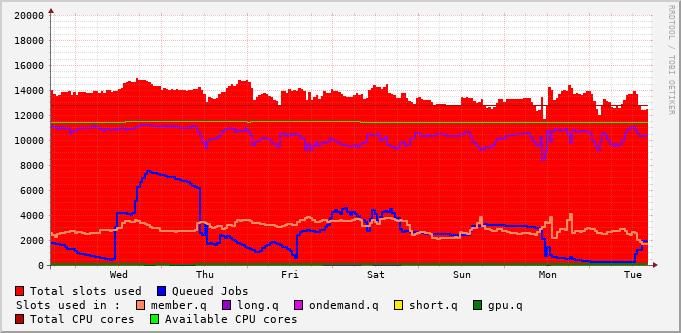 RRDTOOL / TOBI OETIKER
20000
18000
16000
14000
12000
10000
8000
6000
4000
2000
0
Wed Thu Fri Sat Sun Mon Tue
Total slots used Queued Jobs
Slots used in : member.q long.q ondemand.q short.q gpu.q
Total CPU cores Available CPU cores